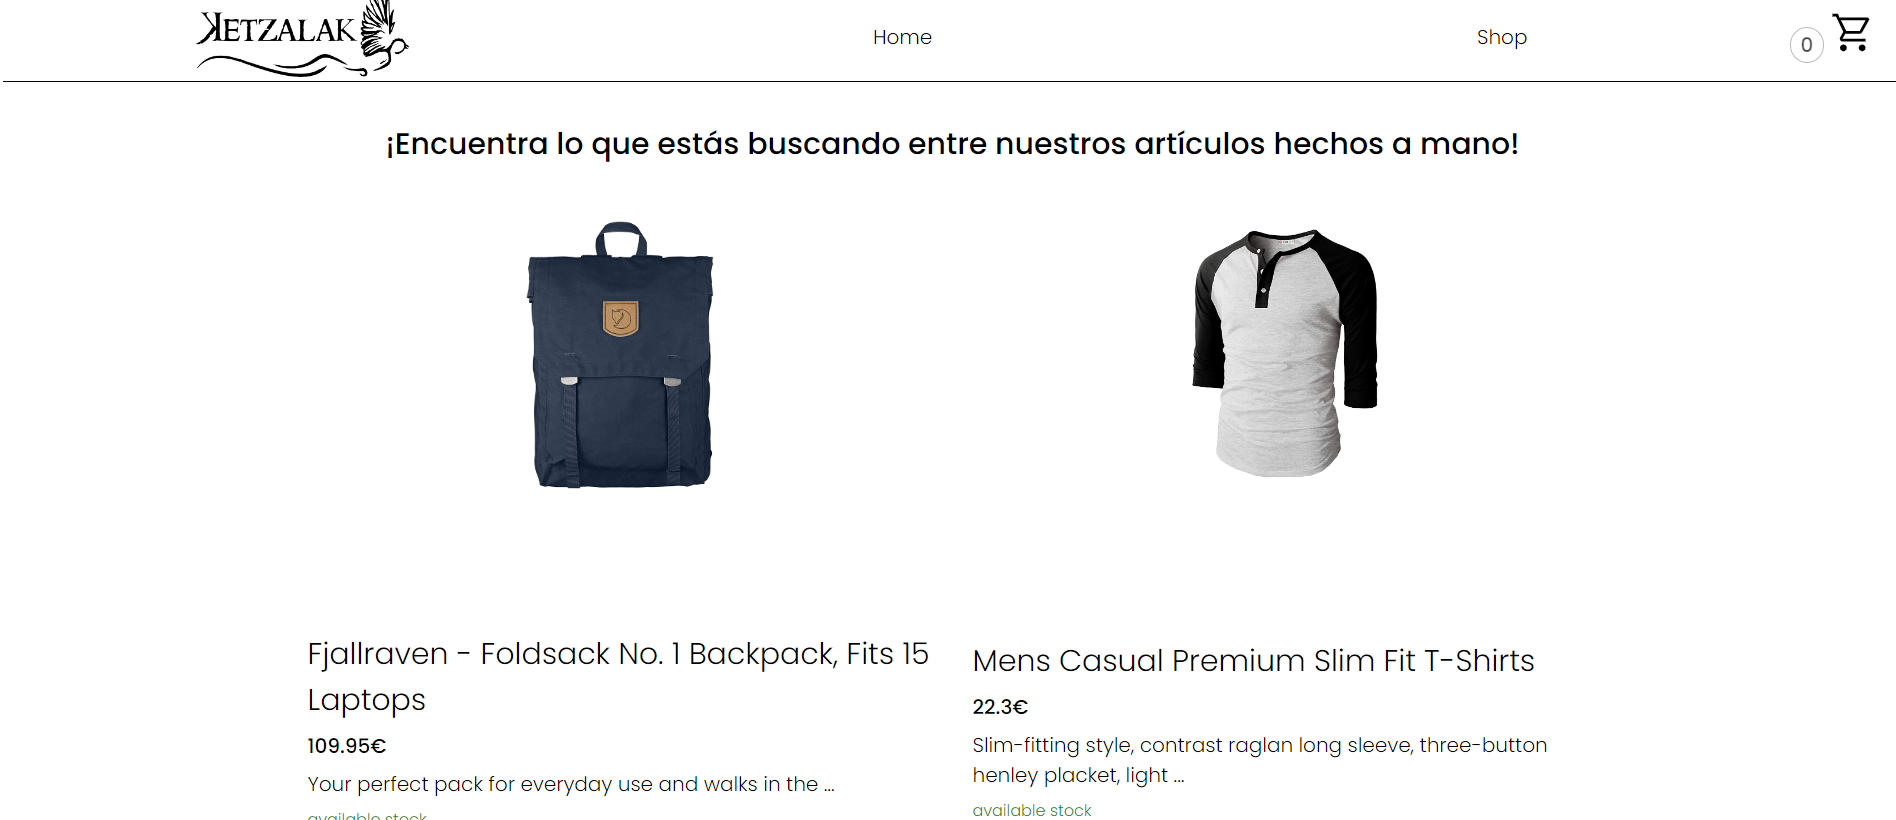 KETZALAK
Home
Shop
0
¡Encuentra lo que estás buscando entre nuestros artículos hechos a mano!
Fjallraven - Foldsack No. 1 Backpack, Fits 15
Laptops
109.95€
Your perfect pack for everyday use and walks in the ...
available stock
Mens Casual Premium Slim Fit T-Shirts
22.3€
Slim-fitting style, contrast raglan long sleeve, three-button
henley placket, light ...
available stock